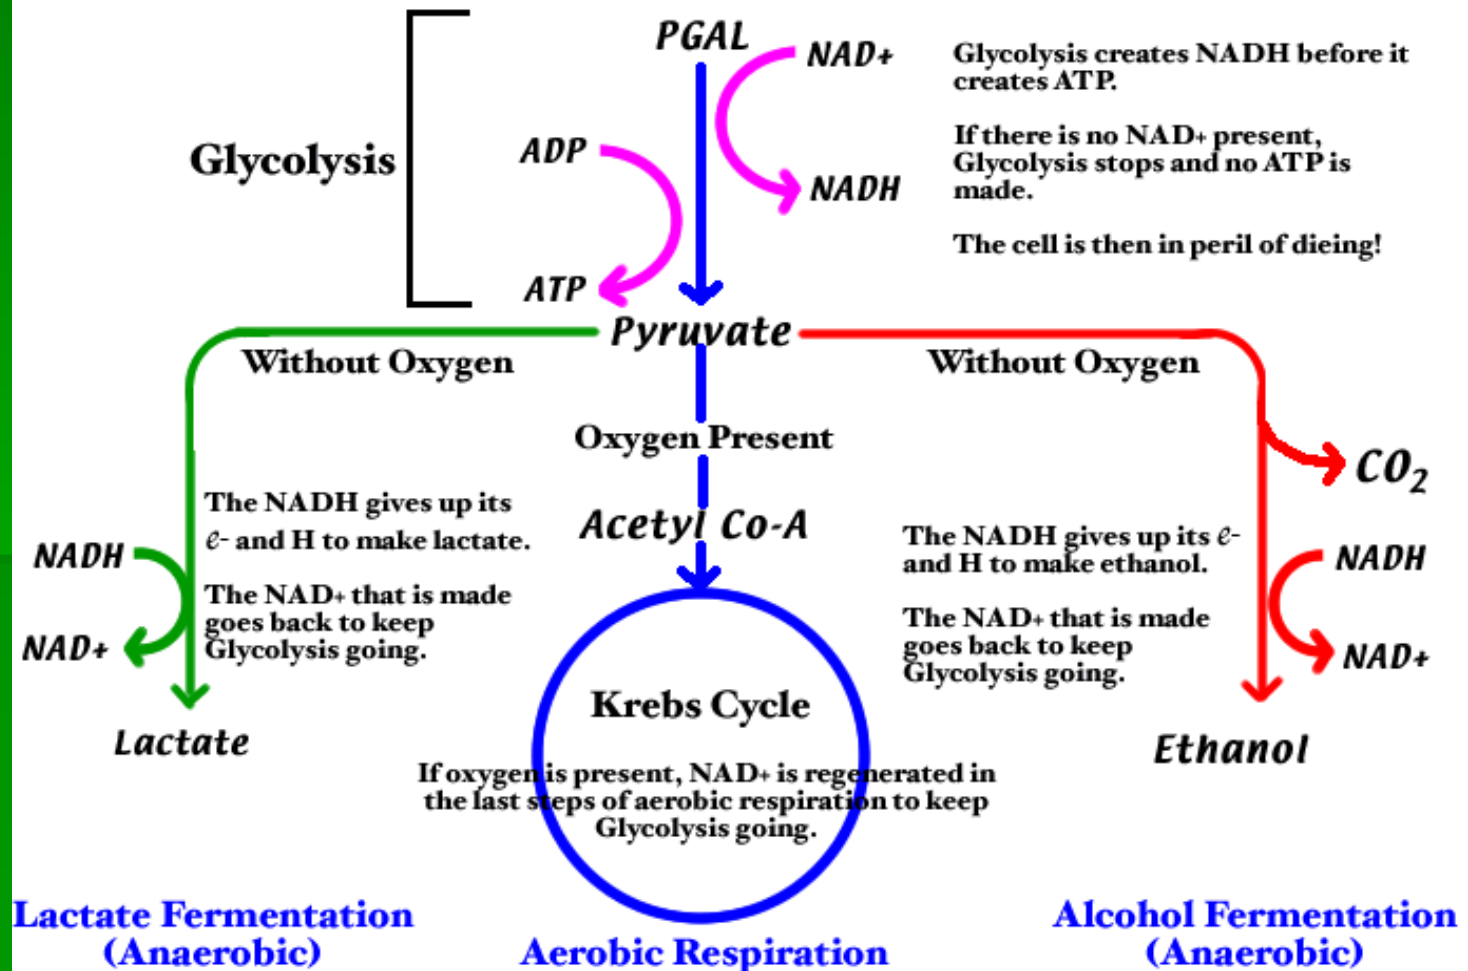 PGAL
NAD+
Glycolysis creates NADH before it
creates ATP.
If there is no NAD+ present,
Glycolysis stops and no ATP is
made.
The cell is then in peril of dieing!
Glycolysis
ADP
NADH
ATP
Pyruvate
Without Oxygen
Without Oxygen
Oxygen Present
CO₂
The NADH gives up its
e- and H to make lactate.
The NAD+ that is made
goes back to keep
Glycolysis going.
NADH
NAD+
Lactate
Acetyl Co-A
The NADH gives up its e-
and H to make ethanol.
The NAD+ that is made
goes back to keep
Glycolysis going.
NADH
NAD+
Ethanol
Krebs Cycle
If oxygen is present, NAD+ is regenerated in
the last steps of aerobic respiration to keep
Glycolysis going.
Lactate Fermentation
(Anaerobic)
Aerobic Respiration
Alcohol Fermentation
(Anaerobic)